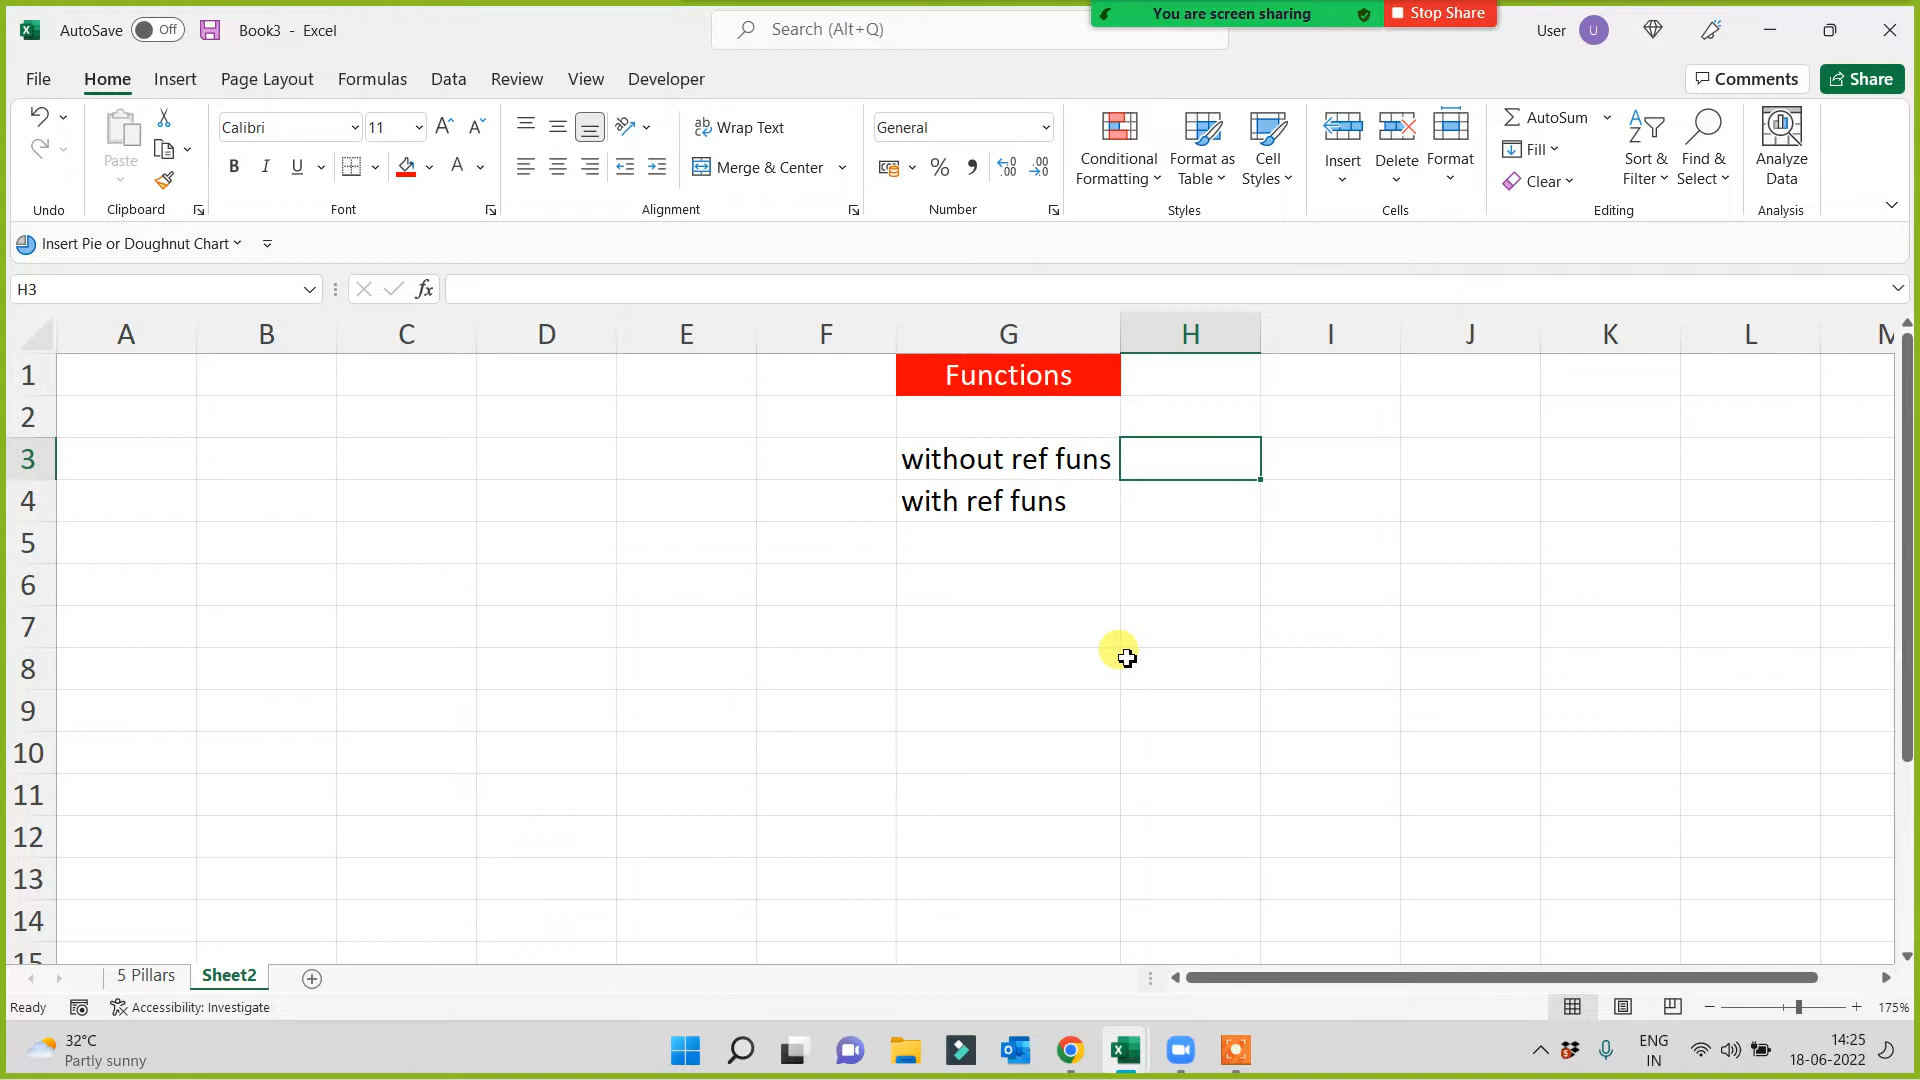 You are screen sharing
Stop Share
AutoSave Off Book3 - Excel
Search (Alt+Q)
User U
File Home Insert Page Layout Formulas Data Review View Developer
Comments Share
Paste
Undo
Clipboard
Calibri 11
B I U
Font
Wrap Text
Merge & Center
Alignment
General
Number
Conditional Formatting
Format as Table
Cell Styles
Styles
Insert
Delete
Format
Cells
AutoSum
Fill
Clear
Sort & Filter
Find & Select
Editing
Analyze Data
Analysis
Insert Pie or Doughnut Chart
H3
fx
A B C D E F G H I J K L M
1 Functions
2
3 without ref funs
4 with ref funs
5
6
7
8
9
10
11
12
13
14
15
5 Pillars Sheet2
Ready Accessibility: Investigate 175%
32°C
Partly sunny
ENG
IN
14:25
18-06-2022